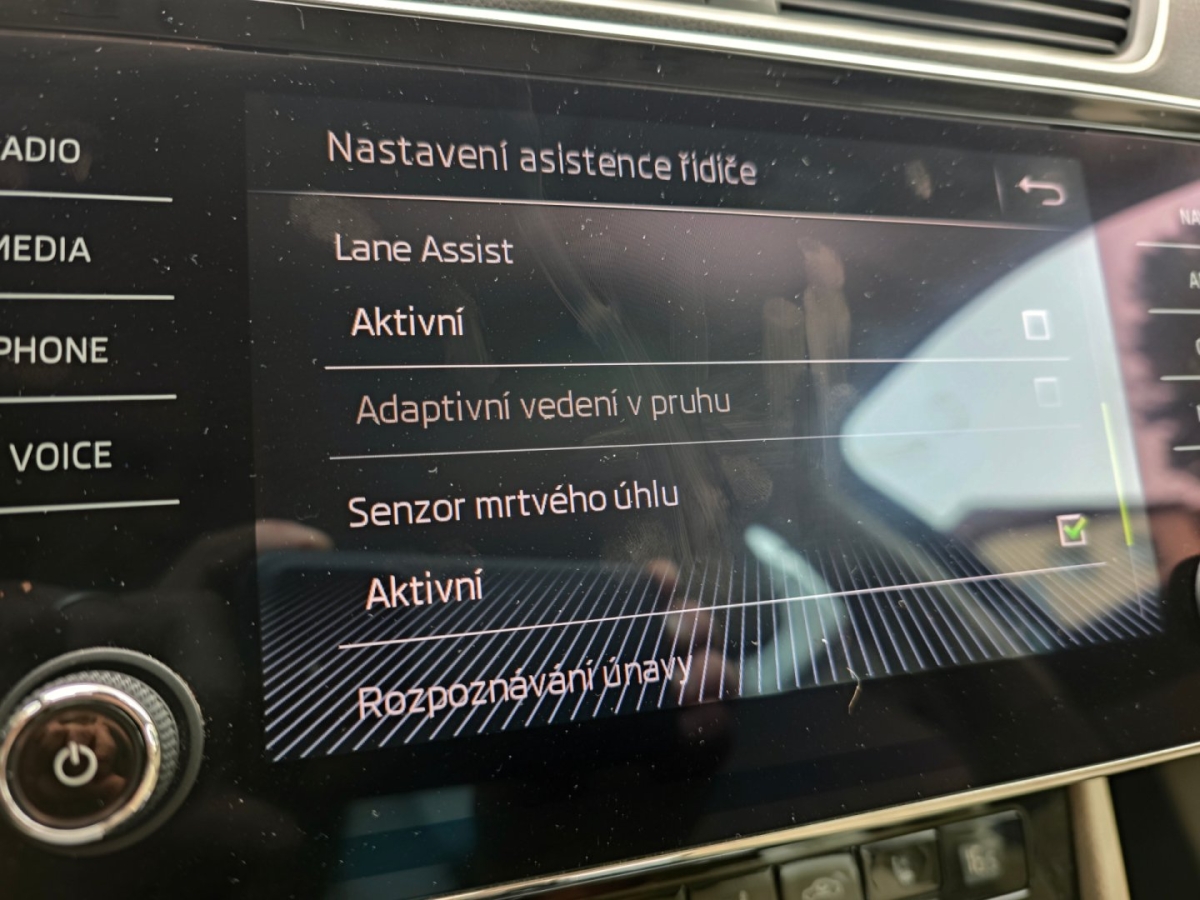 ADIO
MEDIA
PHONE
VOICE
Nastavení asistence řidiče
Lane Assist
Aktivní
Adaptivní vedení v pruhu
Senzor mrtvého úhlu
Aktivní
Rozpoznávání únavy